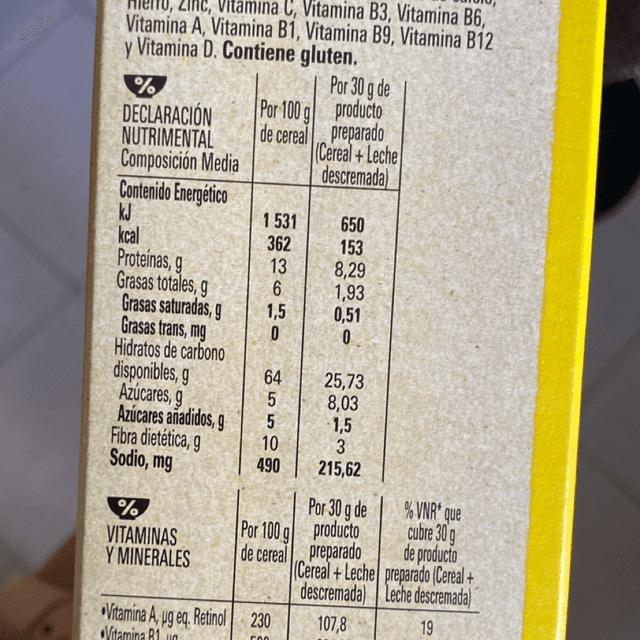 Hierro, Zinc, Vitamina C, Vitamina B3, Vitamina B6,
Vitamina A, Vitamina B1, Vitamina B9, Vitamina B12
y Vitamina D. Contiene gluten.
%
DECLARACIÓN
NUTRIMENTAL
Composición Media
Por 100 g
de cereal
Por 30 g de
producto
preparado
(Cereal + Leche
descremada)
Contenido Energético
kJ 1 531 650
kcal 362 153
Proteínas, g 13 8,29
Grasas totales, g 6 1,93
Grasas saturadas, g 1,5 0,51
Grasas trans, mg 0 0
Hidratos de carbono
disponibles, g 64 25,73
Azúcares, g 5 8,03
Azúcares añadidos, g 5 1,5
Fibra dietética, g 10 3
Sodio, mg 490 215,62
%
VITAMINAS
Y MINERALES
Por 100 g
de cereal
Por 30 g de
producto
preparado
(Cereal + Leche
descremada)
% VNR* que
cubre 30 g
de producto
preparado (Cereal +
Leche descremada)
•Vitamina A, µg eq. Retinol 230 107,8 19
•Vitamina B1, µg